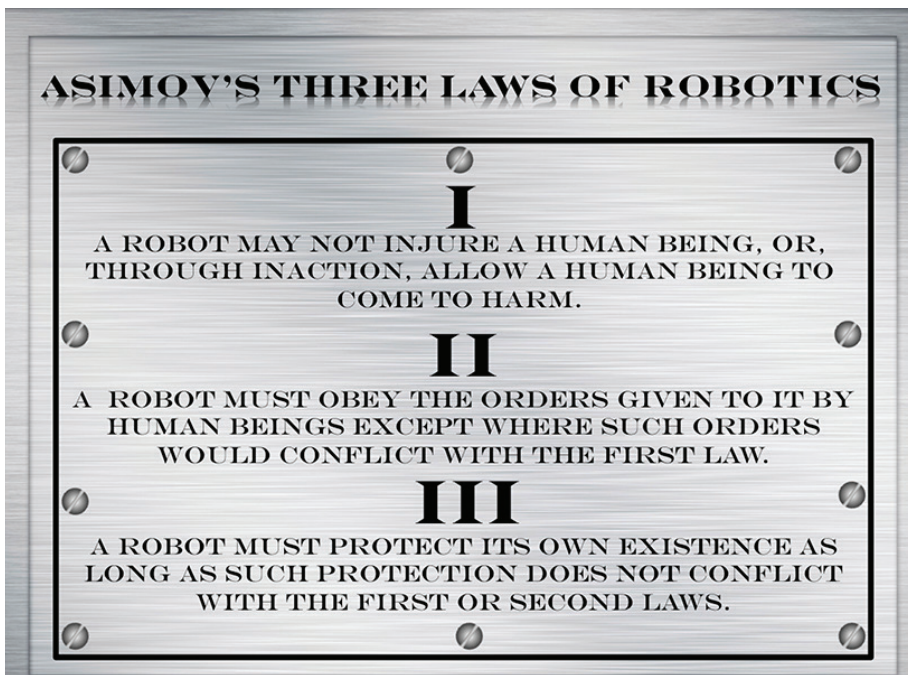 ASIMOV'S THREE LAWS OF ROBOTICS
I
A ROBOT MAY NOT INJURE A HUMAN BEING, OR,
THROUGH INACTION, ALLOW A HUMAN BEING TO
COME TO HARM.
II
A ROBOT MUST OBEY THE ORDERS GIVEN TO IT BY
HUMAN BEINGS EXCEPT WHERE SUCH ORDERS
WOULD CONFLICT WITH THE FIRST LAW.
III
A ROBOT MUST PROTECT ITS OWN EXISTENCE AS
LONG AS SUCH PROTECTION DOES NOT CONFLICT
WITH THE FIRST OR SECOND LAWS.